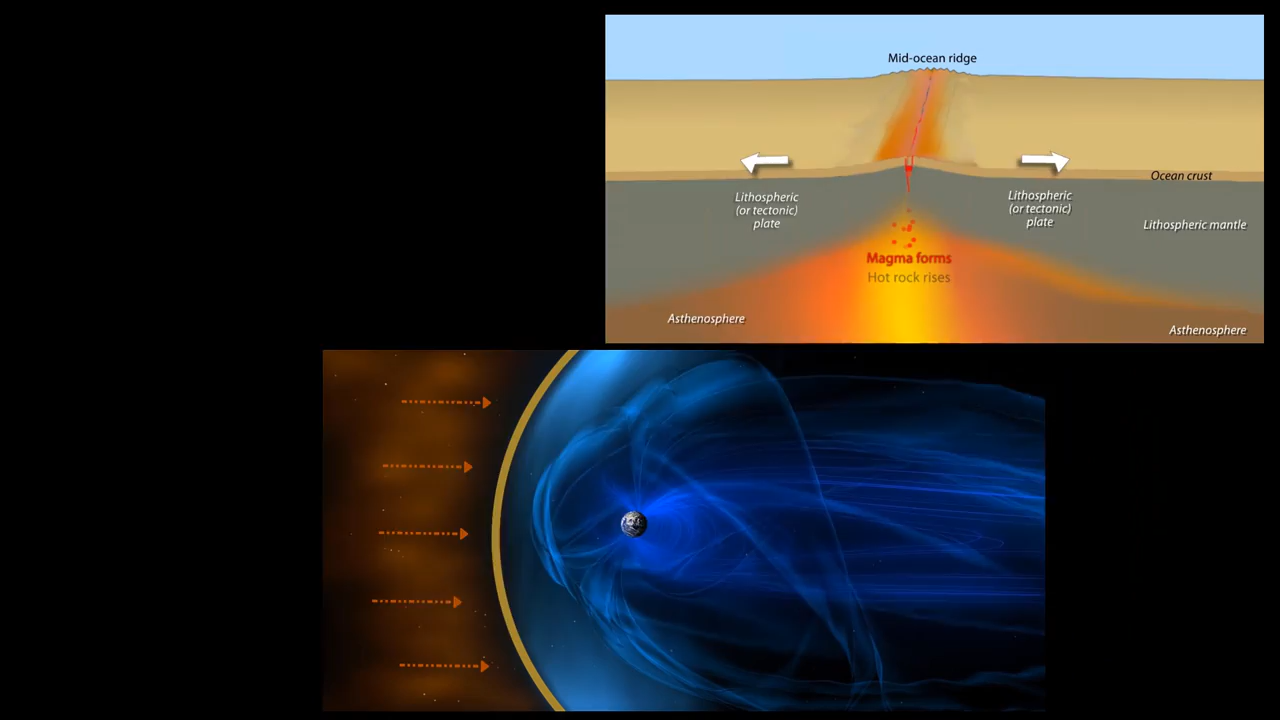 Mid-ocean ridge
Ocean crust
Lithospheric
(or tectonic)
plate
Lithospheric
(or tectonic)
plate
Lithospheric mantle
Magma forms
Hot rock rises
Asthenosphere
Asthenosphere